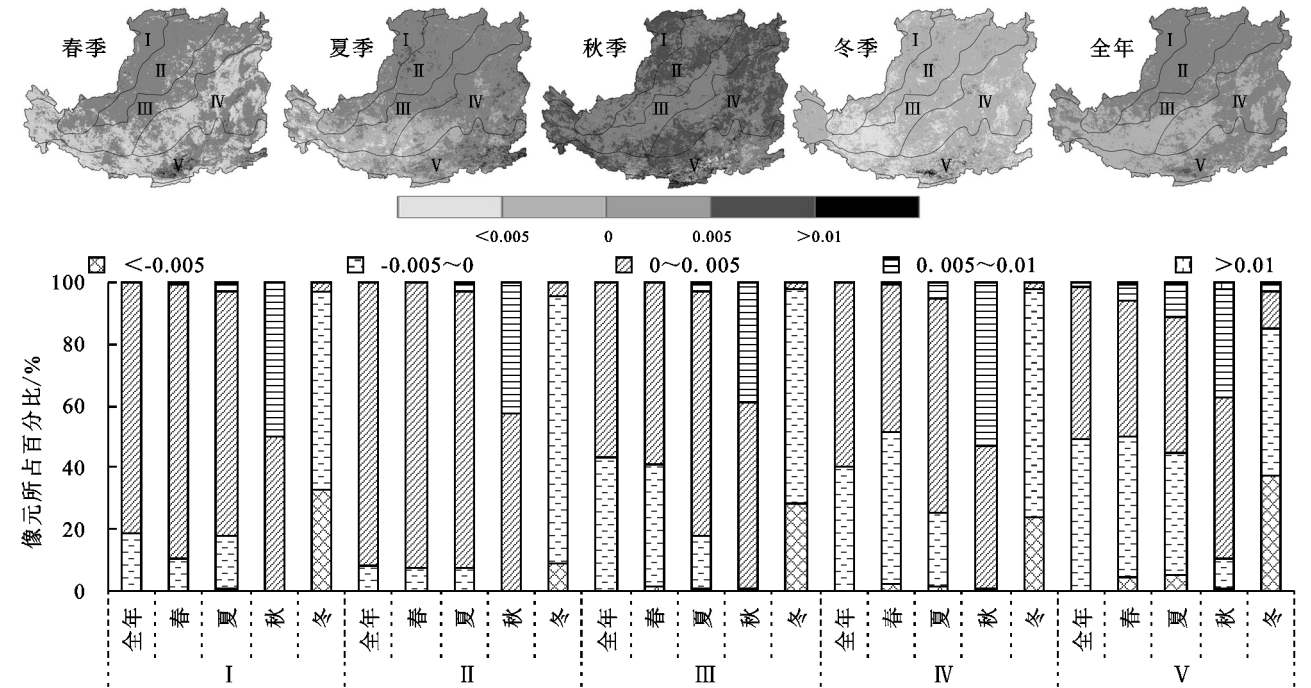 春季
I
II
III
IV
V
夏季
I
II
III
IV
V
秋季
I
II
III
IV
V
冬季
I
II
III
IV
V
全年
I
II
III
IV
V
<0.005 0 0.005 >0.01
<-0.005 -0.005~0 0~0.005 0.005~0.01 >0.01
像元所占百分比/%
100
80
60
40
20
0
全年 春 夏 秋 冬 全年 春 夏 秋 冬 全年 春 夏 秋 冬 全年 春 夏 秋 冬 全年 春 夏 秋 冬
I II III IV V